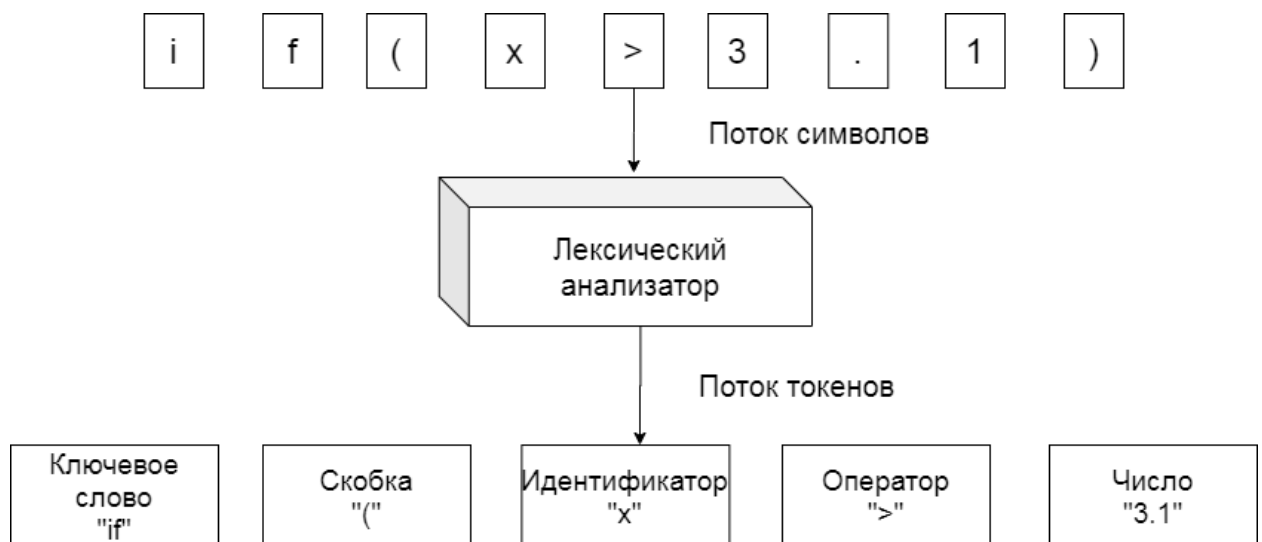 i f ( x > 3 . 1 )
Поток символов
Лексический
анализатор
Поток токенов
Ключевое
слово
"if"
Скобка
"("
Идентификатор
"x"
Оператор
">"
Число
"3.1"